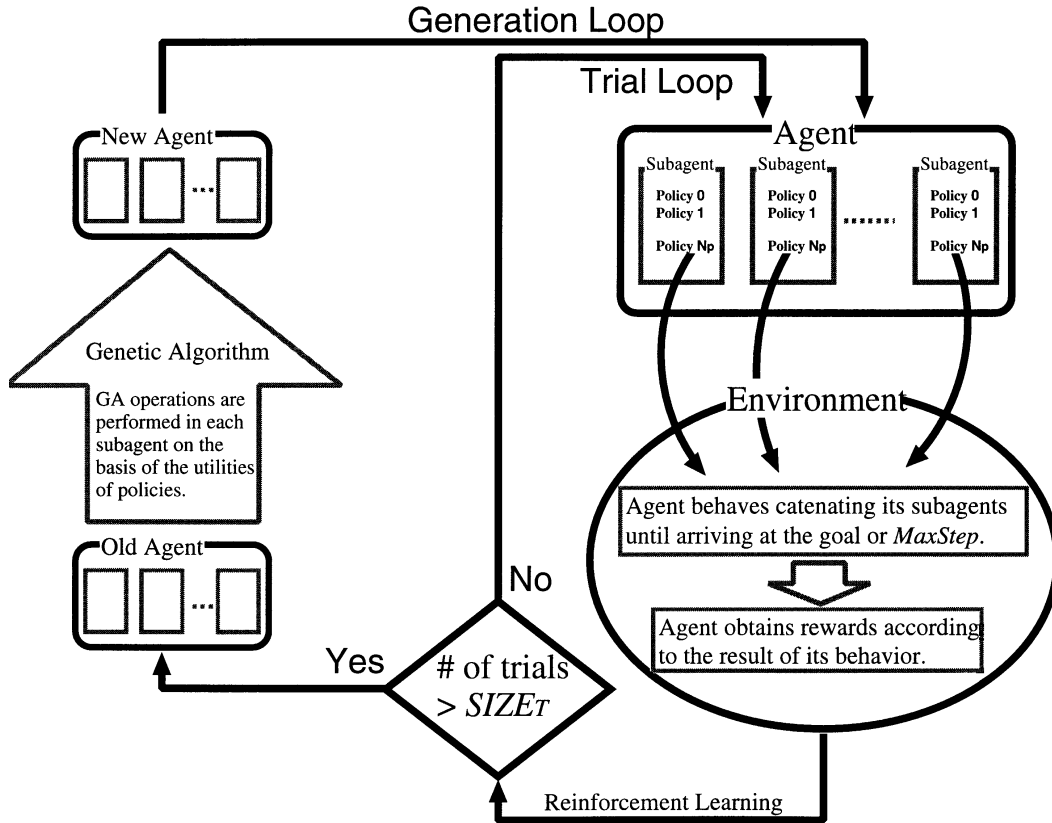 Generation Loop
Trial Loop
New Agent
...
Agent
Subagent
Policy 0
Policy 1
Policy Np
Subagent
Policy 0
Policy 1
Policy Np
........
Subagent
Policy 0
Policy 1
Policy Np
Genetic Algorithm
GA operations are
performed in each
subagent on the
basis of the utilities
of policies.
Old Agent
...
Environment
Agent behaves catenating its subagents
until arriving at the goal or MaxStep.
Agent obtains rewards according
to the result of its behavior.
No
Yes
# of trials
> SIZET
Reinforcement Learning